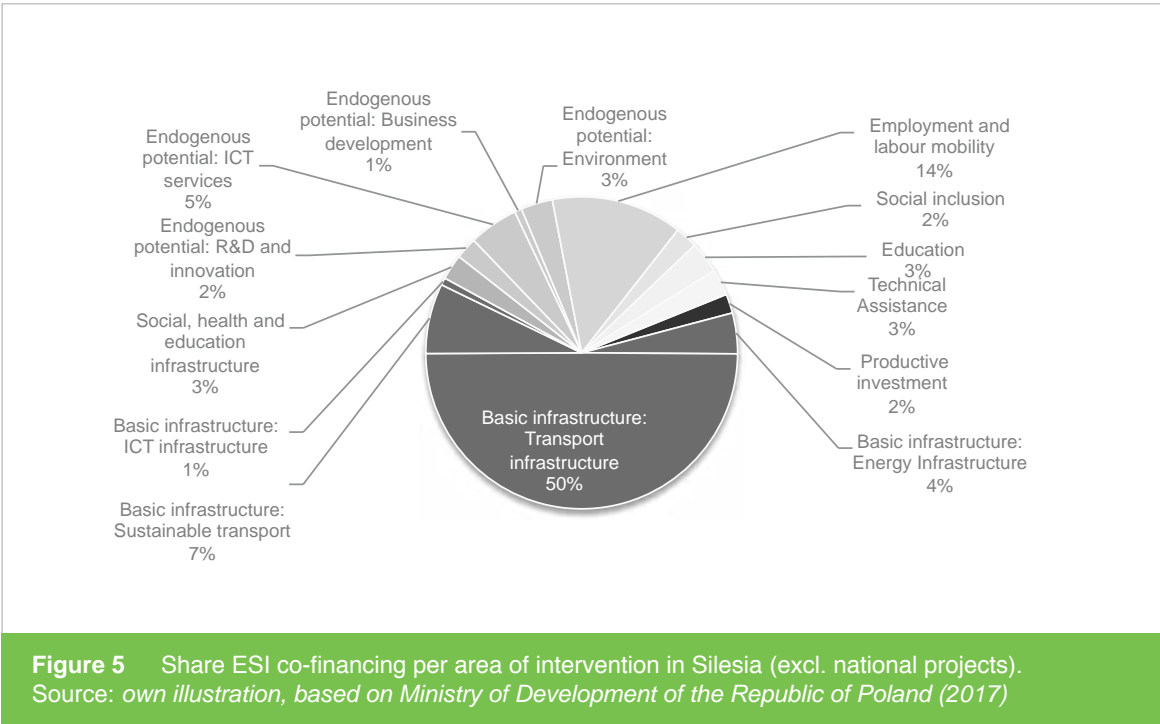 Endogenous
potential: Business
development
1%
Endogenous
potential:
Environment
3%
Employment and
labour mobility
14%
Endogenous
potential: ICT
services
5%
Social inclusion
2%
Endogenous
potential: R&D and
innovation
2%
Education
3%
Technical
Assistance
3%
Social, health and
education
infrastructure
3%
Productive
investment
2%
Basic infrastructure:
ICT infrastructure
1%
Basic infrastructure:
Transport
infrastructure
50%
Basic infrastructure:
Energy Infrastructure
4%
Basic infrastructure:
Sustainable transport
7%
Figure 5 Share ESI co-financing per area of intervention in Silesia (excl. national projects).
Source: own illustration, based on Ministry of Development of the Republic of Poland (2017)